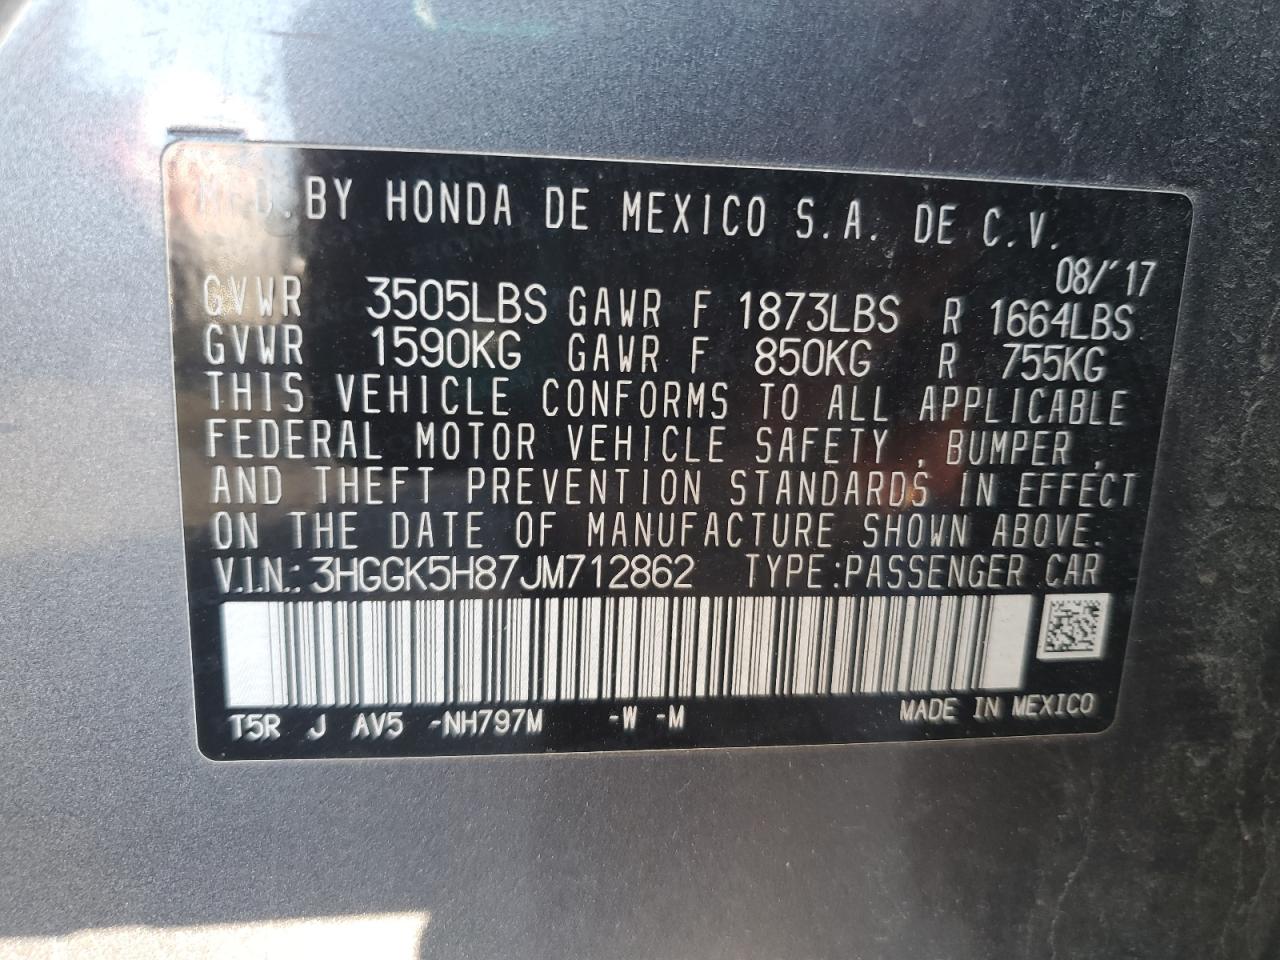 MFD.BY HONDA DE MEXICO S.A. DE C.V.
08/'17
GVWR 3505LBS GAWR F 1873LBS R 1664LBS
GVWR 1590KG GAWR F 850KG R 755KG
THIS VEHICLE CONFORMS TO ALL APPLICABLE
FEDERAL MOTOR VEHICLE SAFETY , BUMPER ,
AND THEFT PREVENTION STANDARDS IN EFFECT
ON THE DATE OF MANUFACTURE SHOWN ABOVE.
V.I.N.: 3HGGK5H87JM712862 TYPE:PASSENGER CAR
T5R J AV5 -NH797M -W -M MADE IN MEXICO